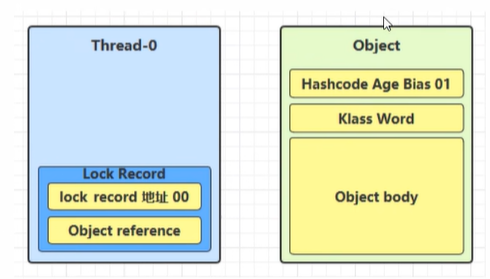 Thread-0
Lock Record
lock record 地址 00
Object reference
Object
Hashcode Age Bias 01
Klass Word
Object body